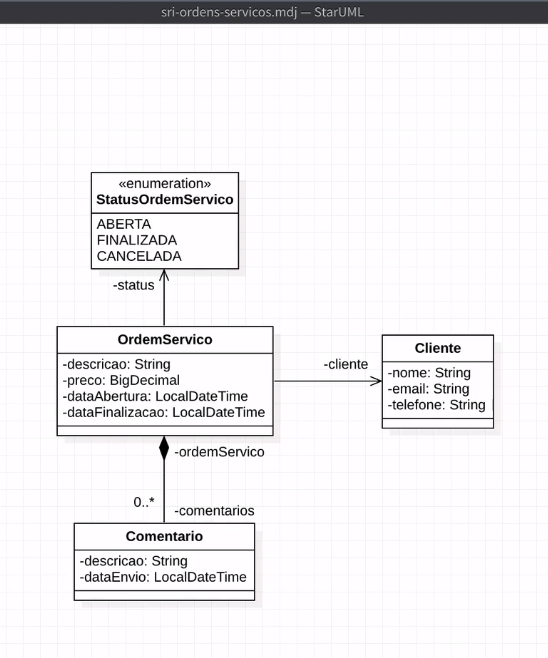 sri-ordens-servicos.mdj — StarUML
«enumeration»
StatusOrdemServico
ABERTA
FINALIZADA
CANCELADA
-status
OrdemServico
-descricao: String
-preco: BigDecimal
-dataAbertura: LocalDateTime
-dataFinalizacao: LocalDateTime
-cliente
Cliente
-nome: String
-email: String
-telefone: String
-ordemServico
0..*
-comentarios
Comentario
-descricao: String
-dataEnvio: LocalDateTime